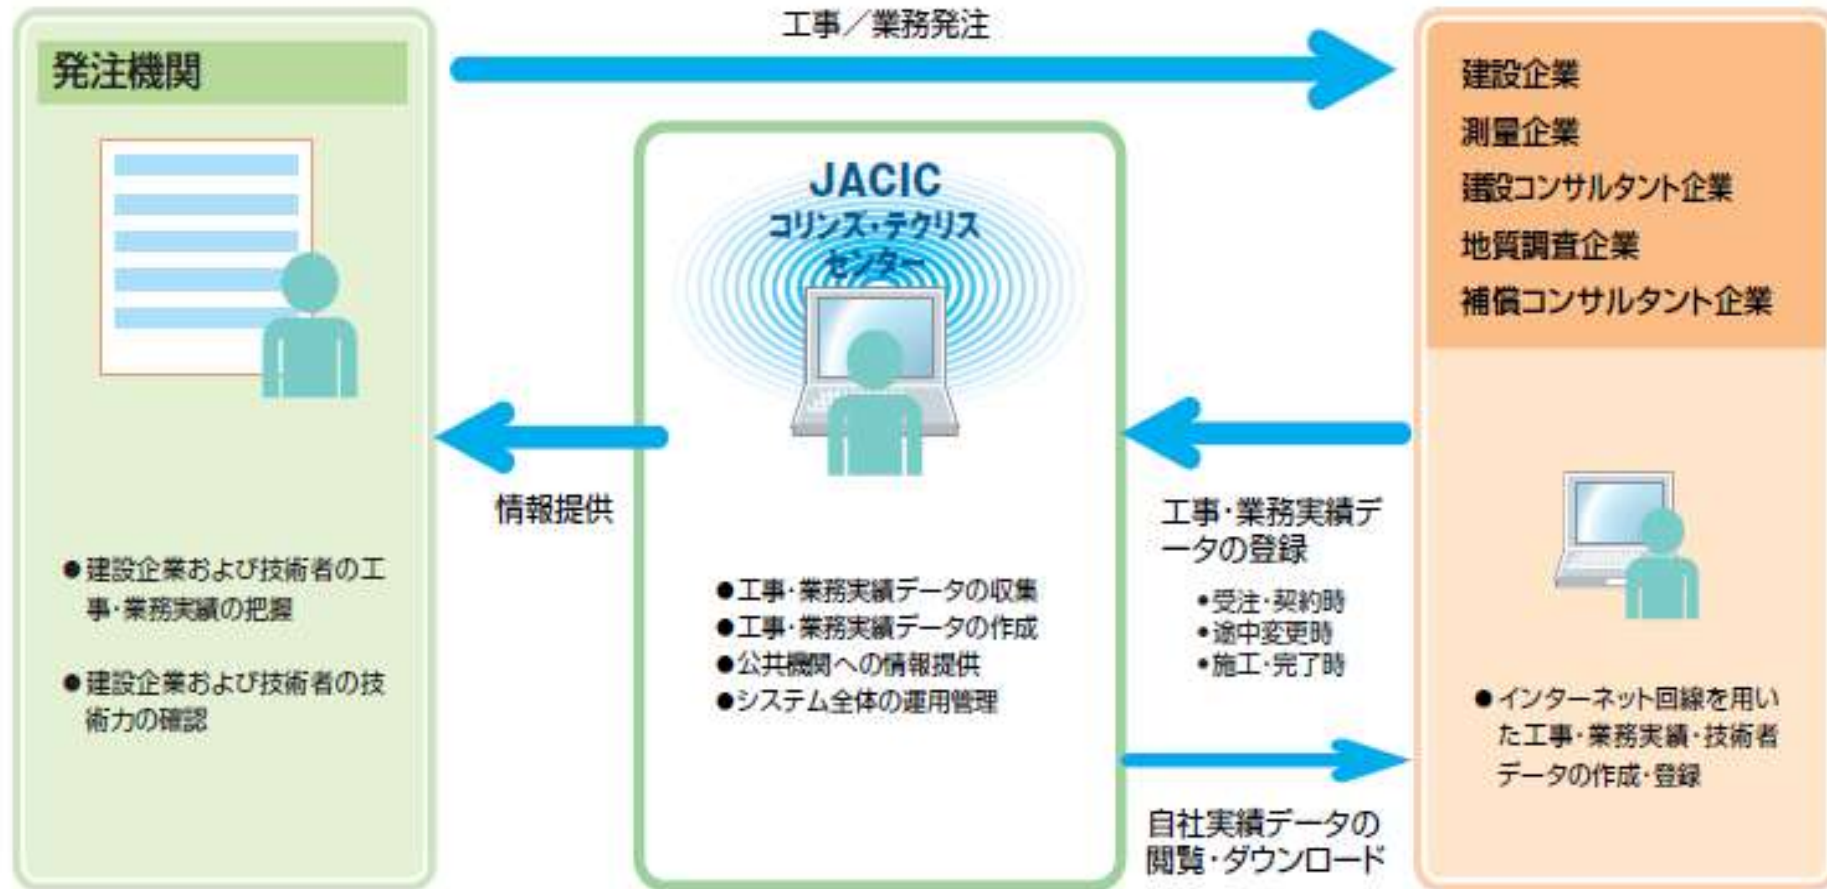 工事／業務発注
発注機関
● 建設企業および技術者の工
事・業務実績の把握
● 建設企業および技術者の技
術力の確認
情報提供
JACIC
コリンズ・テクリス
センター
●工事・業務実績データの収集
●工事・業務実績データの作成
●公共機関への情報提供
●システム全体の運用管理
工事・業務実績デ
ータの登録
•受注・契約時
•途中変更時
•施工・完了時
自社実績データの
閲覧・ダウンロード
建設企業
測量企業
建設コンサルタント企業
地質調査企業
補償コンサルタント企業
● インターネット回線を用い
た工事・業務実績・技術者
データの作成・登録